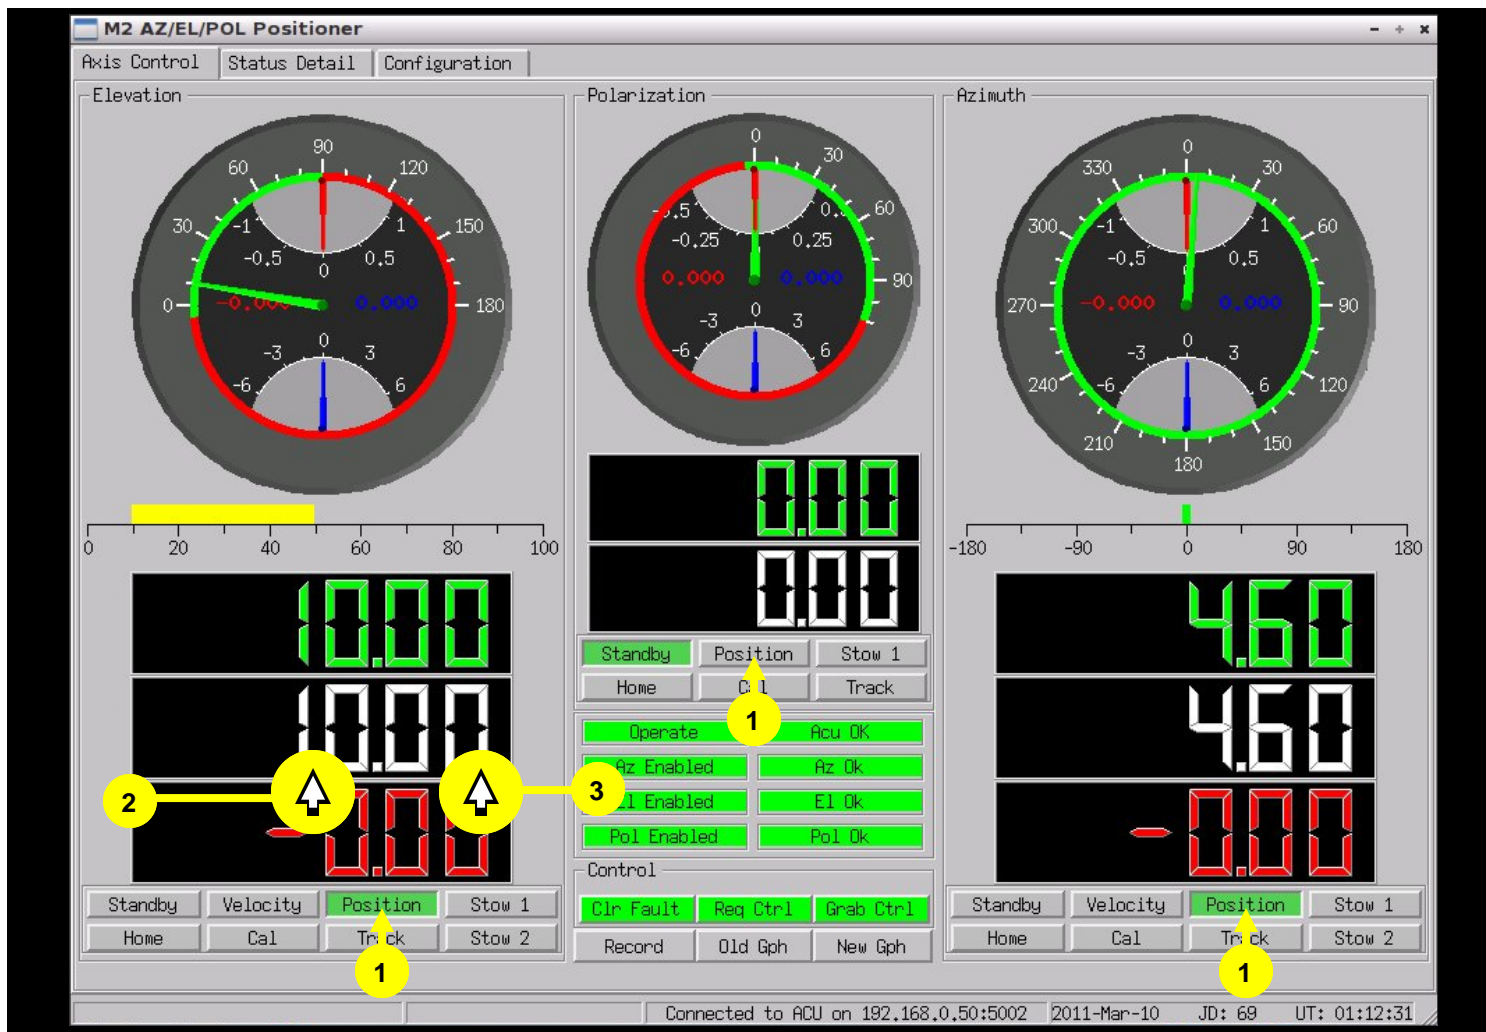 M2 AZ/EL/POL Positioner
Axis Control Status Detail Configuration
Elevation
90
60 120
30 150
-1 1
-0.5 0.5
0
0 -0.000 0.000 180
0
-3 3
-6 6
0 20 40 60 80 100
10.00
10.00
-0.00
2
3
Standby Velocity Position Stow 1
Home Cal Track Stow 2
1
Polarization
0
30
0. 60
-0.25 0.25
0.000 0.000 90
0
-3 3
-6 6
0.00
0.00
Standby Position Stow 1
Home Track
1
Operate Acu OK
Az Enabled Az Ok
Enabled El Ok
Pol Enabled Pol Ok
Control
Clr Fault Req Ctrl Grab Ctrl
Record Old Gph New Gph
Azimuth
0
330 30
300 -1 1 60
-0.5 0.5
0
270 -0.000 0.000 90
0
-3 3
240 -6 6 120
210 150
180
-180 -90 0 90 180
4.60
4.60
-0.00
Standby Velocity Position Stow 1
Home Cal Track Stow 2
1
Connected to ACU on 192.168.0.50:5002 2011-Mar-10 JD: 69 UT: 01:12:31